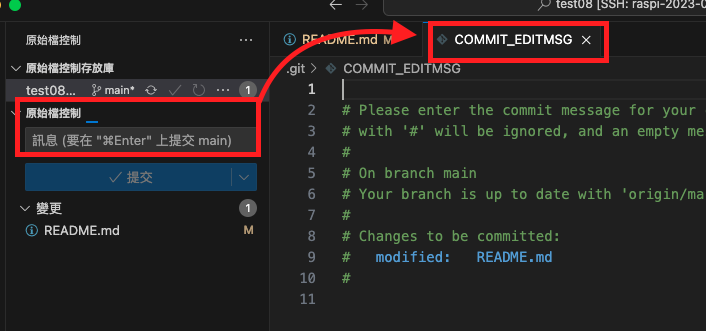 test08 [SSH: raspi-2023-0
原始檔控制
README.md M
COMMIT_EDITMSG
原始檔控制存放庫
.git > COMMIT_EDITMSG
test08... main* 1
原始檔控制
訊息 (要在 "⌘Enter" 上提交 main)
提交
變更 1
README.md M
1
2 # Please enter the commit message for your
3 # with '#' will be ignored, and an empty me
4 #
5 # On branch main
6 # Your branch is up to date with 'origin/ma
7 #
8 # Changes to be committed:
9 # modified: README.md
10 #
11